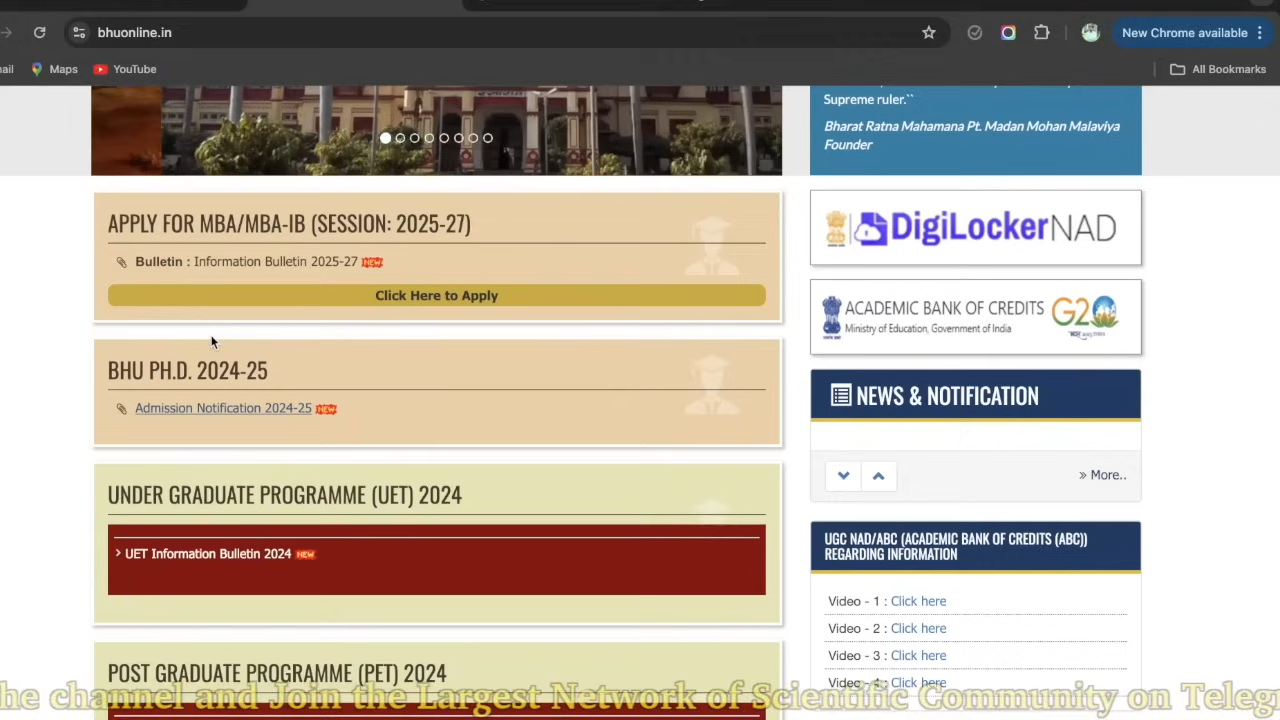 bhuonline.in
New Chrome available
Maps
YouTube
All Bookmarks
Supreme ruler.``
Bharat Ratna Mahamana Pt. Madan Mohan Malaviya
Founder
APPLY FOR MBA/MBA-IB (SESSION: 2025-27)
Bulletin : Information Bulletin 2025-27 NEW
Click Here to Apply
BHU PH.D. 2024-25
Admission Notification 2024-25 NEW
UNDER GRADUATE PROGRAMME (UET) 2024
UET Information Bulletin 2024 NEW
POST GRADUATE PROGRAMME (PET) 2024
DigiLockerNAD
ACADEMIC BANK OF CREDITS
Ministry of Education, Government of India
G20
NEWS & NOTIFICATION
» More..
UGC NAD/ABC (ACADEMIC BANK OF CREDITS (ABC))
REGARDING INFORMATION
Video - 1 : Click here
Video - 2 : Click here
Video - 3 : Click here
Click here
he channel and Join the Largest Network of Scientific Community on Telegr